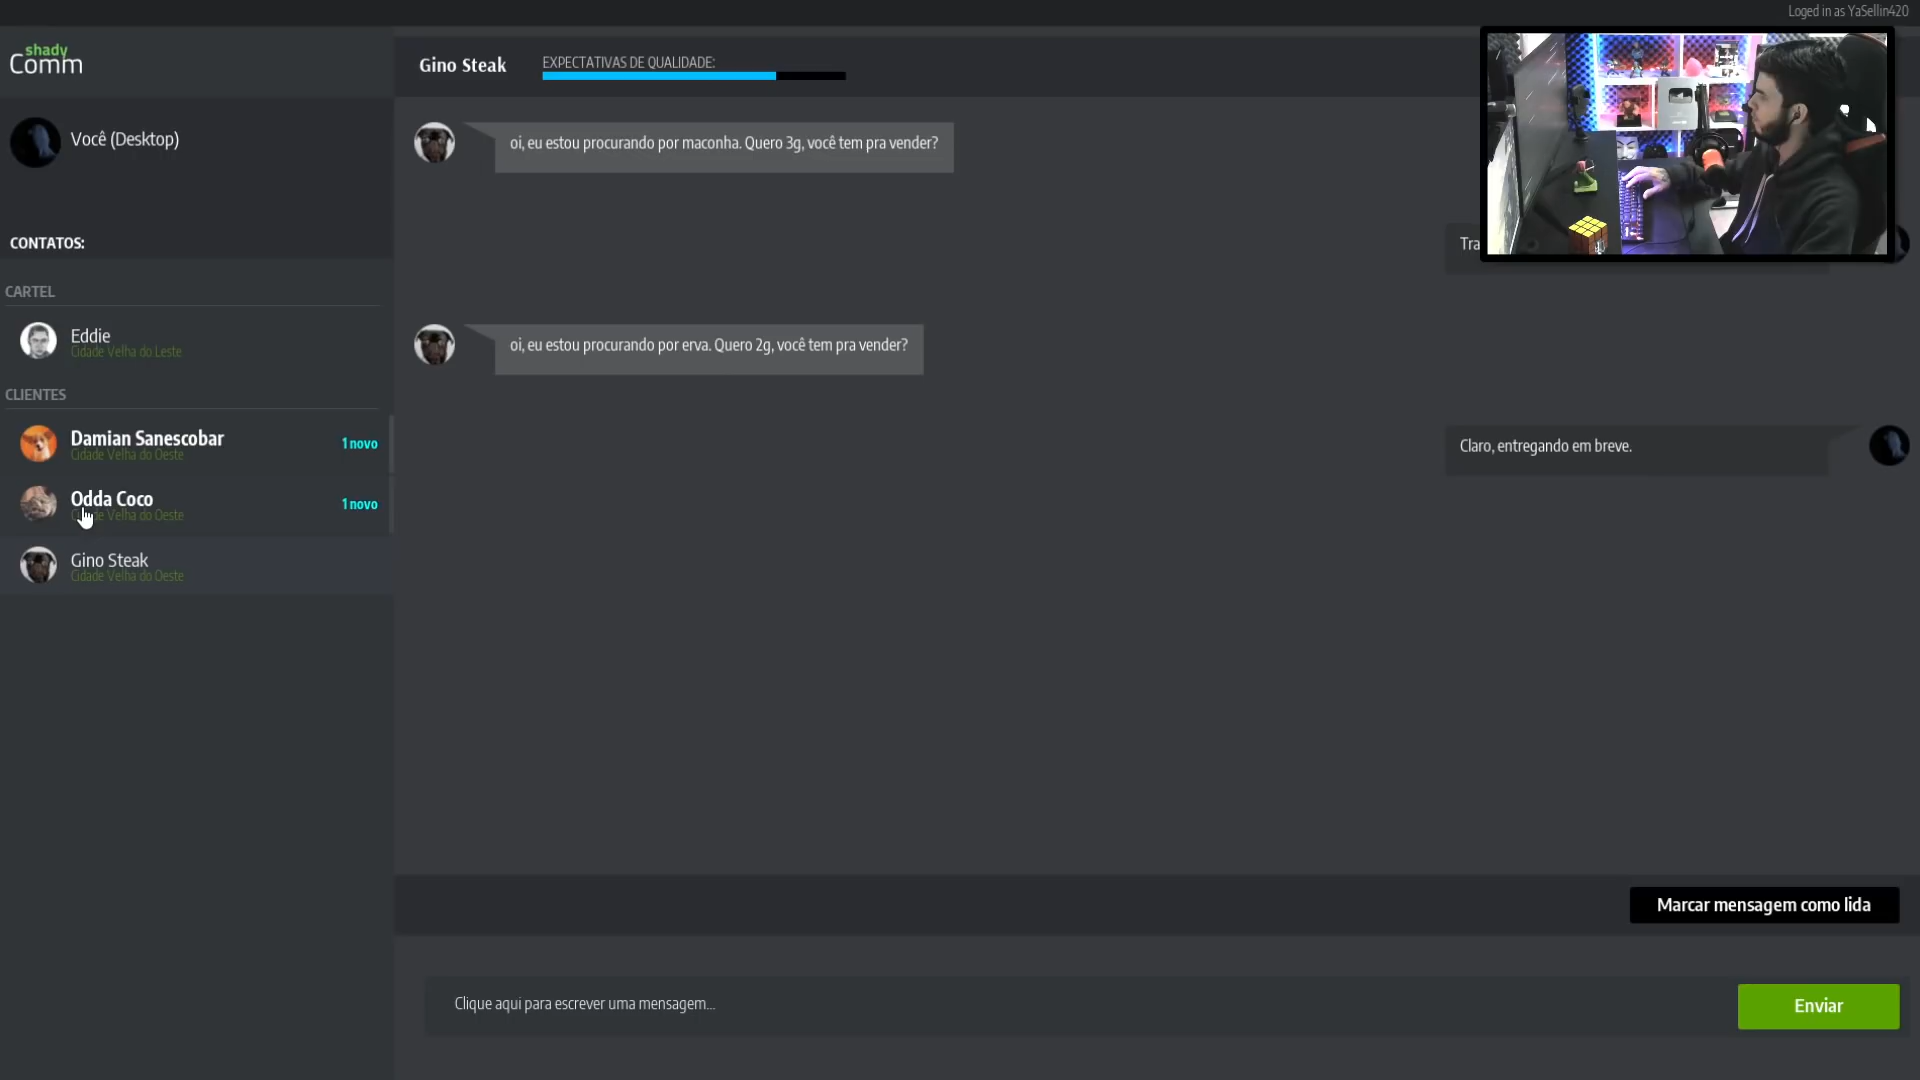 Loged in as YaSellin420
shady
Comm
Gino Steak
EXPECTATIVAS DE QUALIDADE:
Você (Desktop)
oi, eu estou procurando por maconha. Quero 3g, você tem pra vender?
CONTATOS:
Tra
CARTEL
Eddie
Cidade Velha do Leste
oi, eu estou procurando por erva. Quero 2g, você tem pra vender?
CLIENTES
Damian Sanescobar
1 novo
Cidade Velha do Oeste
Claro, entregando em breve.
Odda Coco
1 novo
Cidade Velha do Oeste
Gino Steak
Cidade Velha do Oeste
Marcar mensagem como lida
Clique aqui para escrever uma mensagem...
Enviar